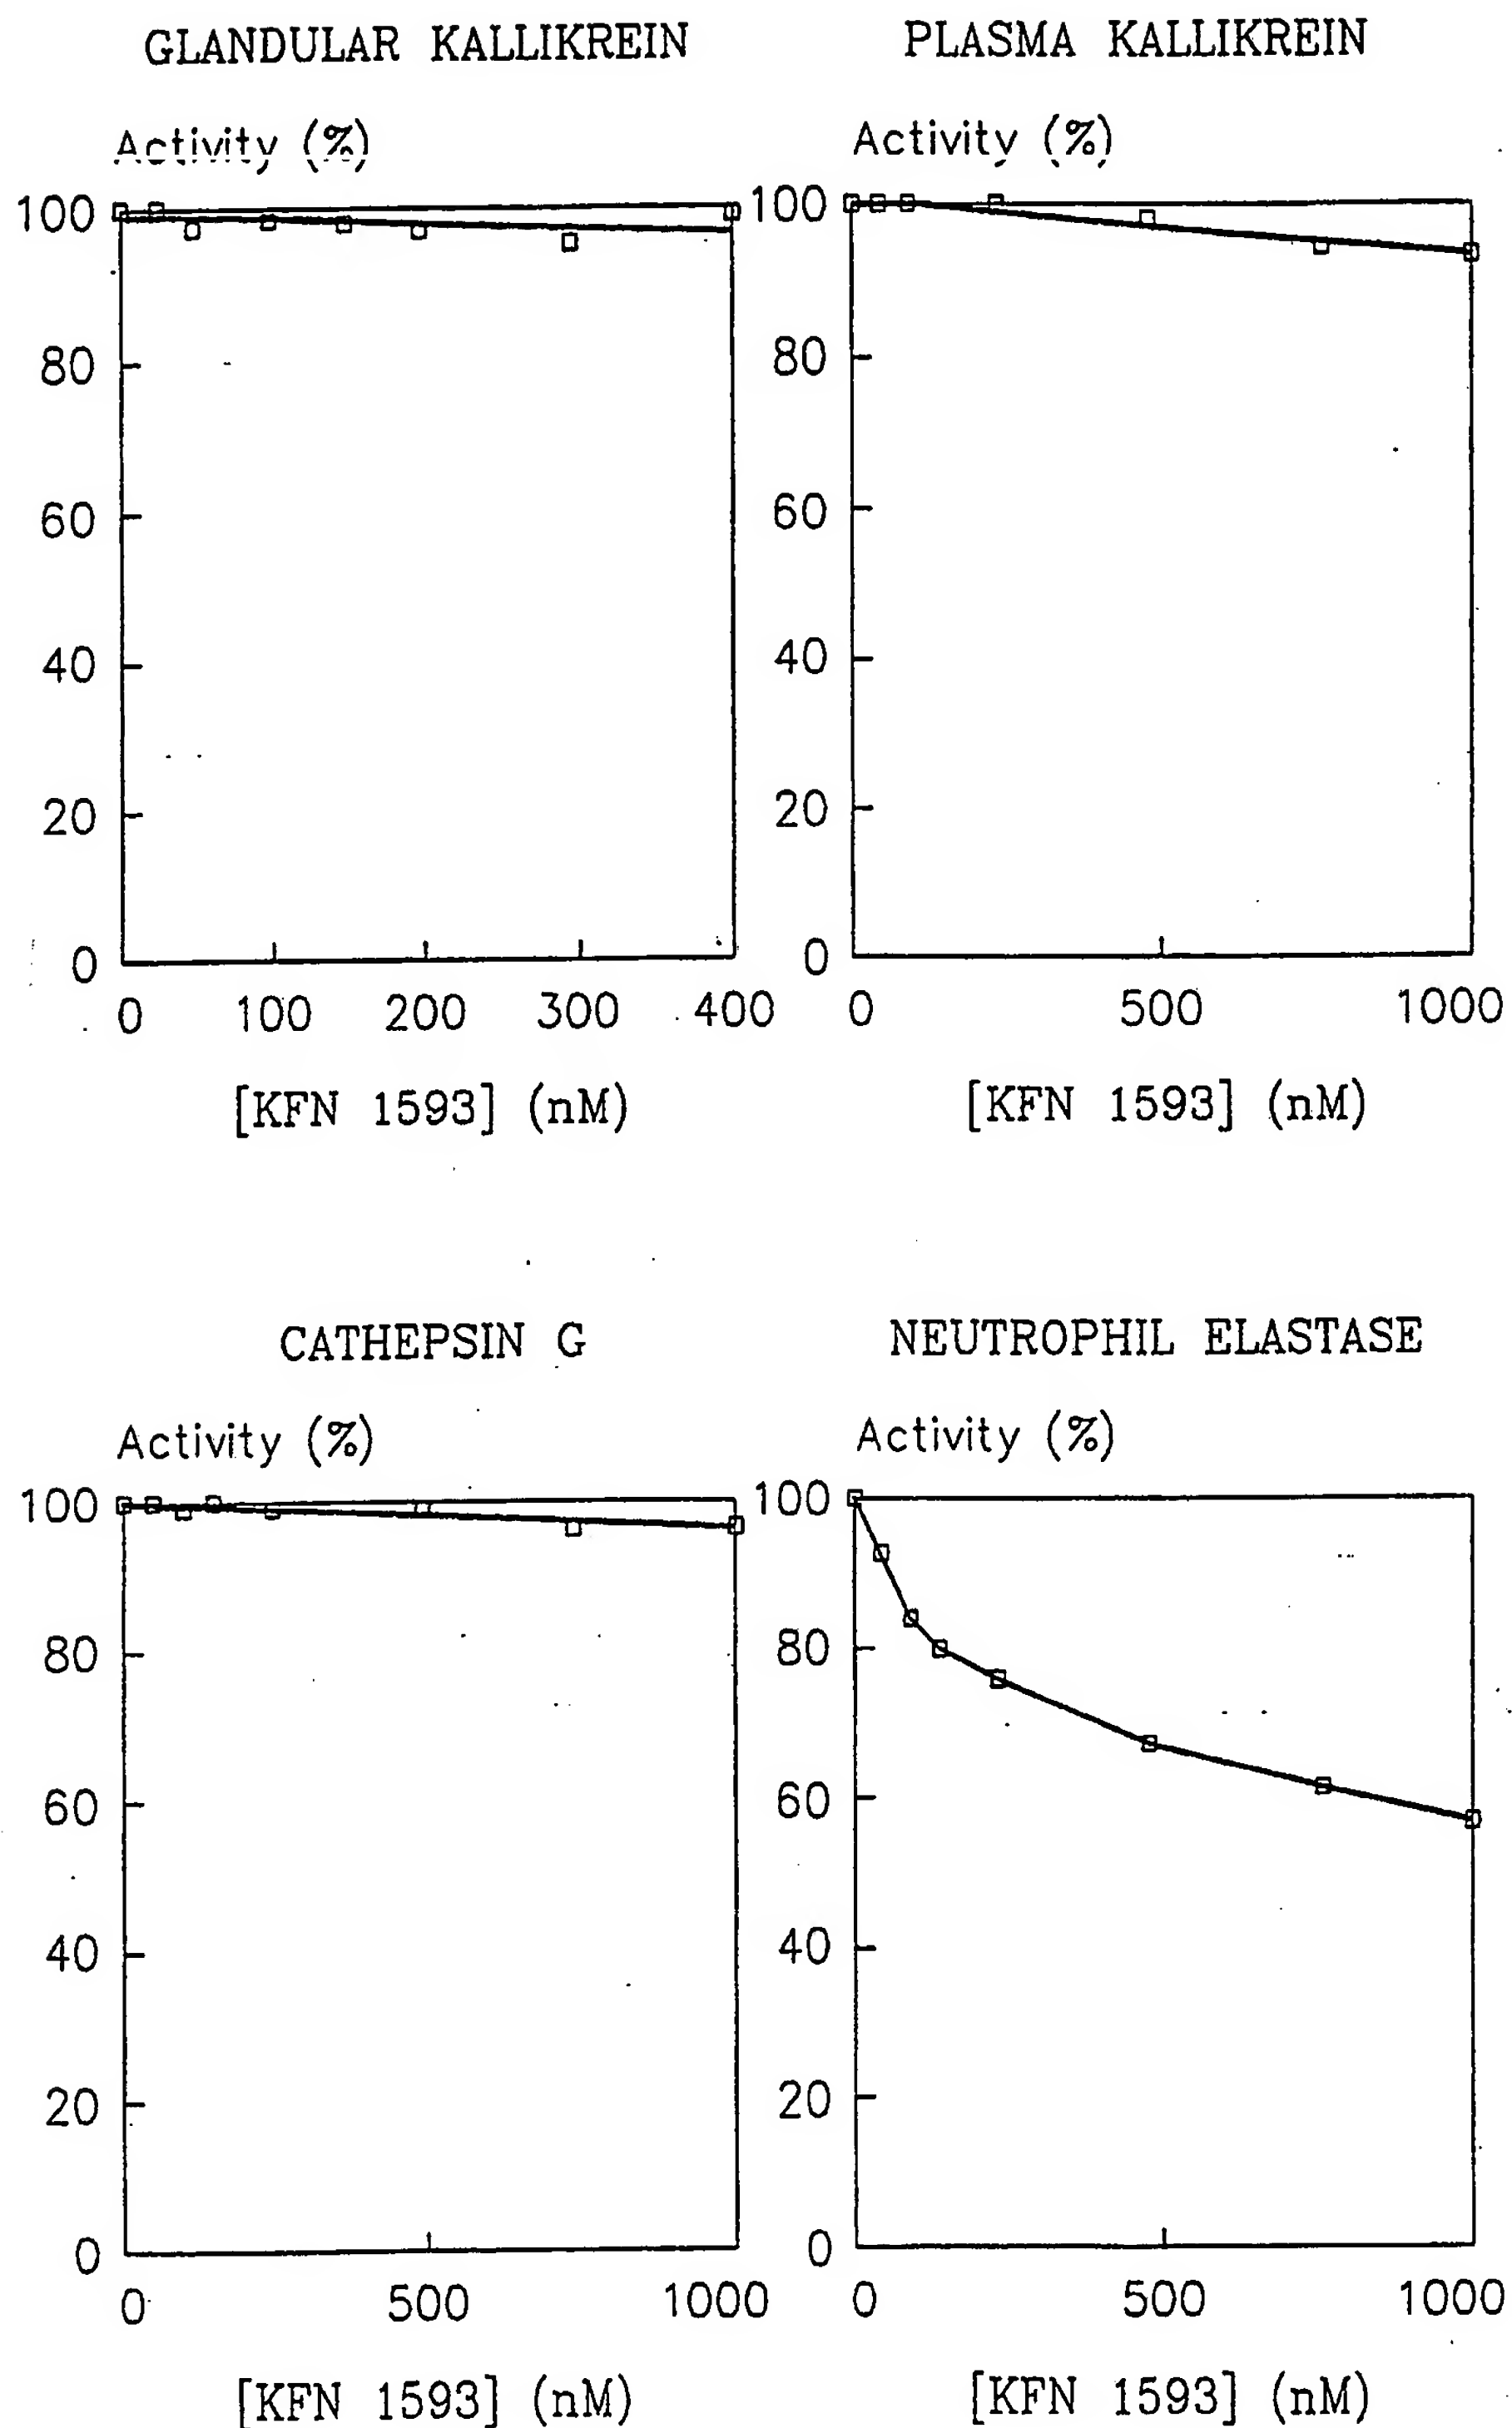 GLANDULAR KALLIKREIN
Activity (%)
100
80
60
40
20
0
0 100 200 300 400
[KFN 1593] (nM)
PLASMA KALLIKREIN
Activity (%)
100
80
60
40
20
0
0 500 1000
[KFN 1593] (nM)
CATHEPSIN G
Activity (%)
100
80
60
40
20
0
0 500 1000
[KFN 1593] (nM)
NEUTROPHIL ELASTASE
Activity (%)
100
80
60
40
20
0
0 500 1000
[KFN 1593] (nM)